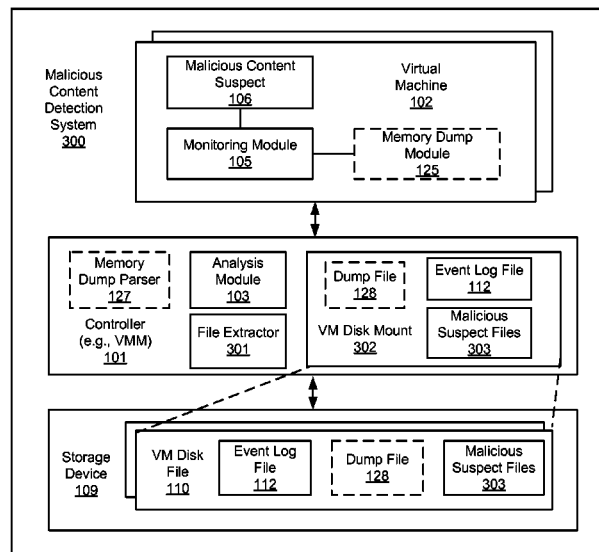 Malicious
Content
Detection
System
300
Malicious Content
Suspect
106
Virtual
Machine
102
Monitoring Module
105
Memory Dump
Module
125
Memory
Dump Parser
127
Analysis
Module
103
Controller
(e.g., VMM)
101
File Extractor
301
Dump File
128
Event Log File
112
VM Disk Mount
302
Malicious
Suspect Files
303
Storage
Device
109
VM Disk
File
110
Event Log
File
112
Dump File
128
Malicious
Suspect Files
303